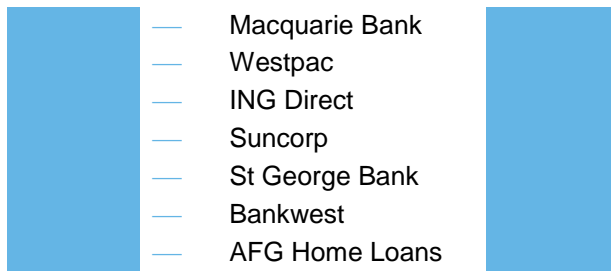 — Macquarie Bank
— Westpac
— ING Direct
— Suncorp
— St George Bank
— Bankwest
— AFG Home Loans